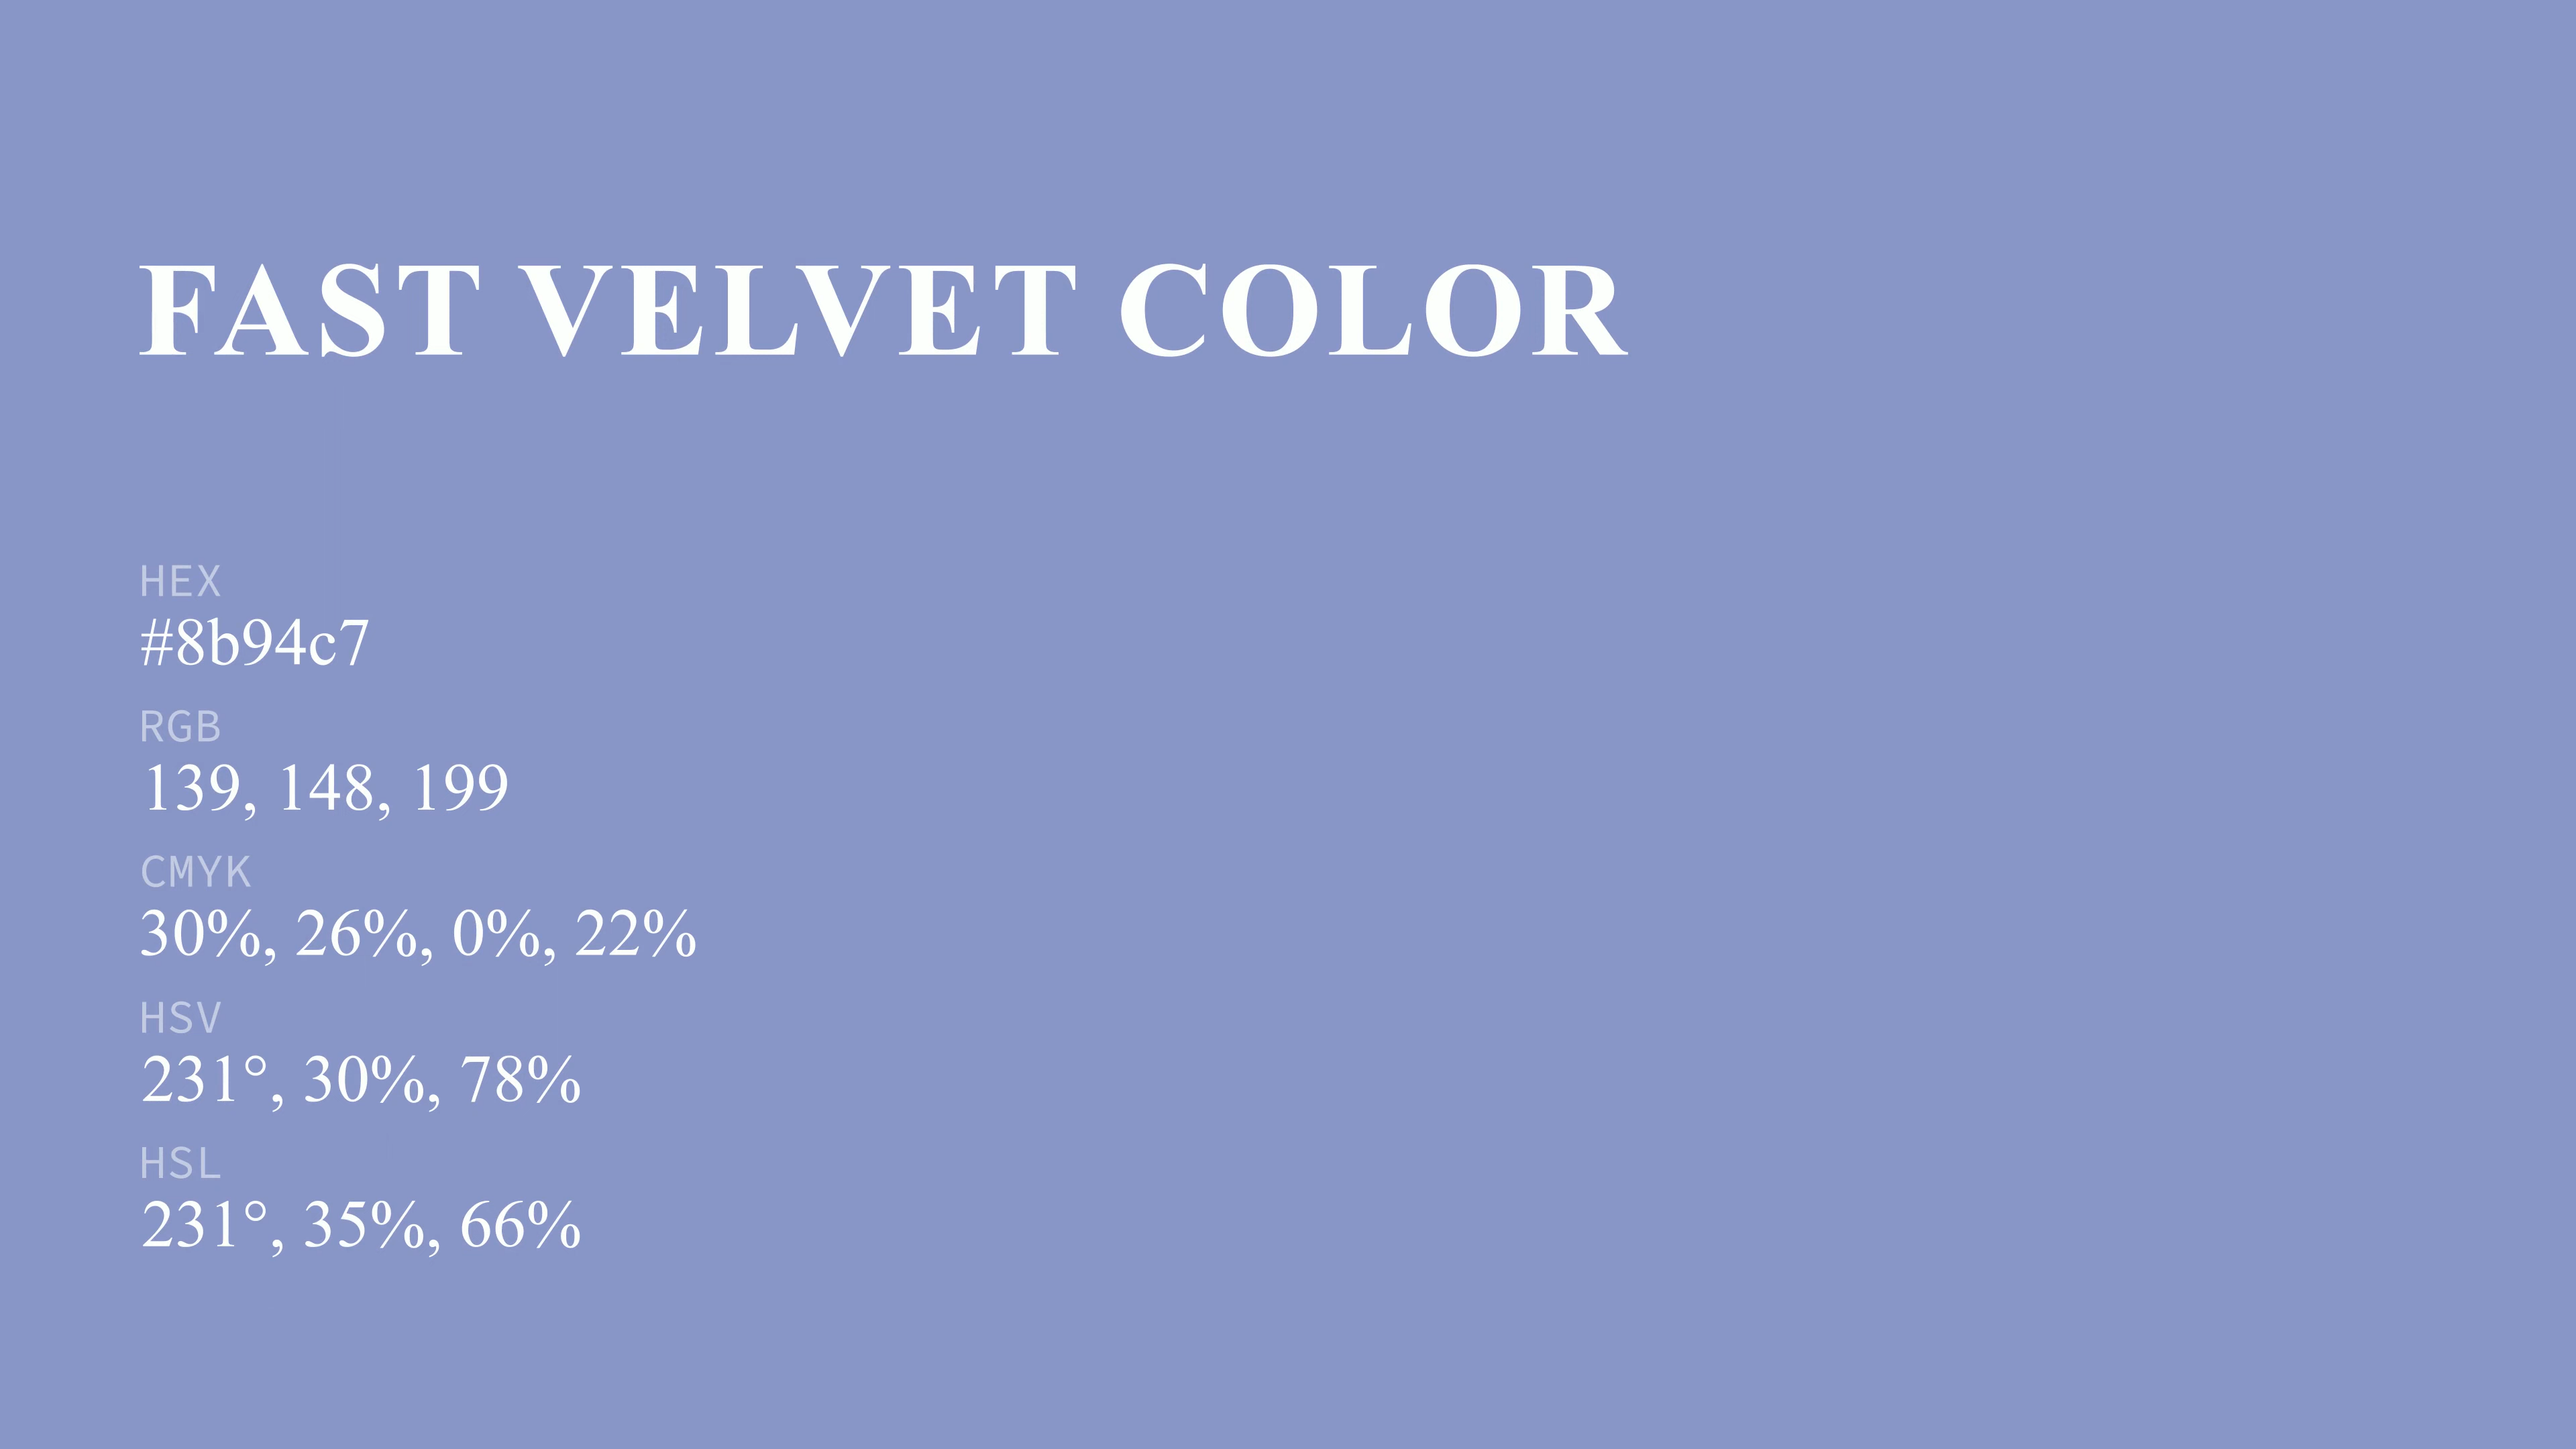 FAST VELVET COLOR
HEX
#8b94c7
RGB
139, 148, 199
CMYK
30%, 26%, 0%, 22%
HSV
231°, 30%, 78%
HSL
231°, 35%, 66%